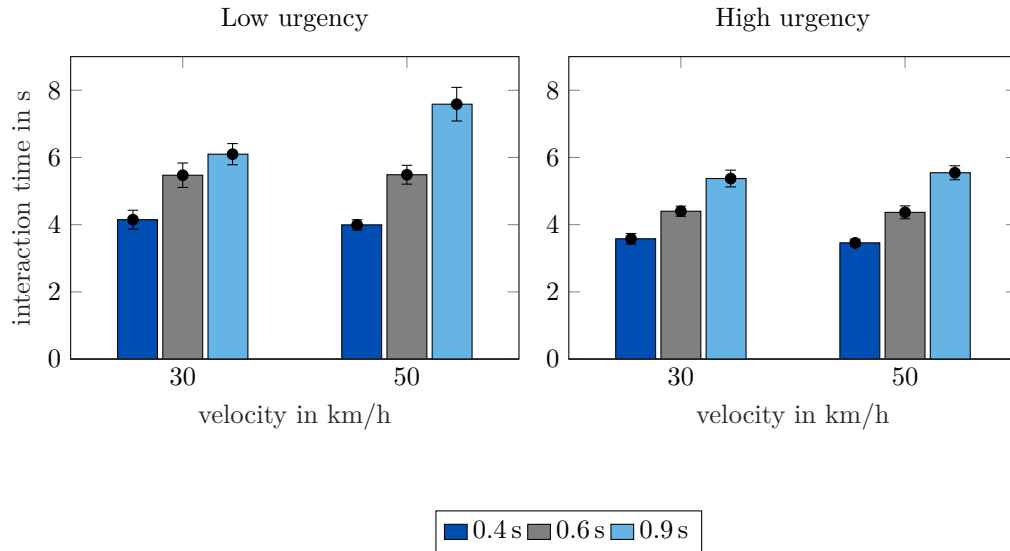 Low urgency
High urgency
interaction time in s
8
6
4
2
0
30
50
velocity in km/h
8
6
4
2
0
30
50
velocity in km/h
0.4 s
0.6 s
0.9 s